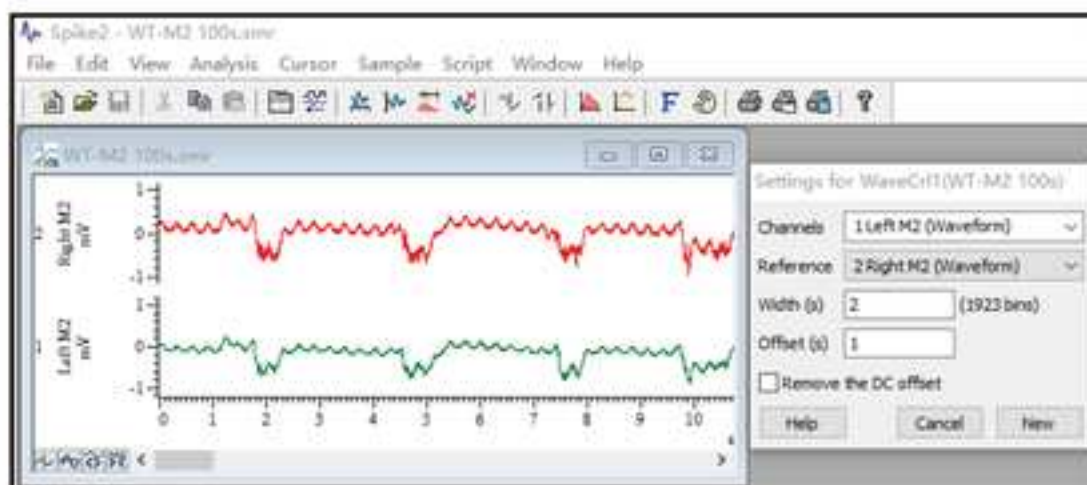 Spike2 - WT-M2 100s.smr
File Edit View Analysis Cursor Sample Script Window Help
WT-M2 100s.smr
Right M2
mV
1
0
-1
Left M2
mV
1
1
0
-1
0 1 2 3 4 5 6 7 8 9 10
Settings for WaveCrl1(WT-M2 100s)
Channels 1 Left M2 (Waveform)
Reference 2 Right M2 (Waveform)
Width (s) 2 (1923 bins)
Offset (s) 1
Remove the DC offset
Help Cancel New